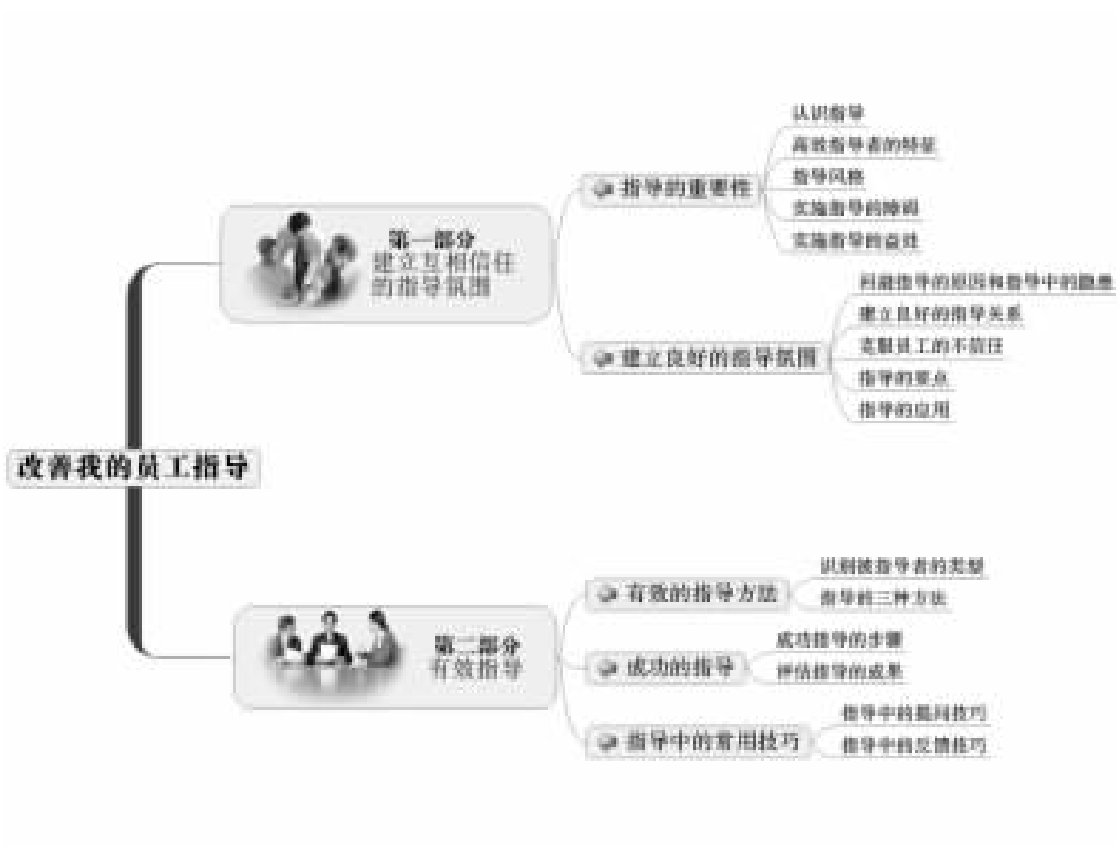 认识指导
高效指导者的特征
指导的重要性
指导风格
实施指导的障碍
实施指导的益处
第一部分
建立互相信任
的指导氛围
回避指导的原因和指导中的隐患
建立良好的指导关系
建立良好的指导氛围
克服员工的不信任
指导的要点
指导的应用
改善我的员工指导
第二部分
有效指导
有效的指导方法
识别被指导者的类型
指导的三种方法
成功的指导
成功指导的步骤
评估指导的成果
指导中的常用技巧
指导中的提问技巧
指导中的反馈技巧